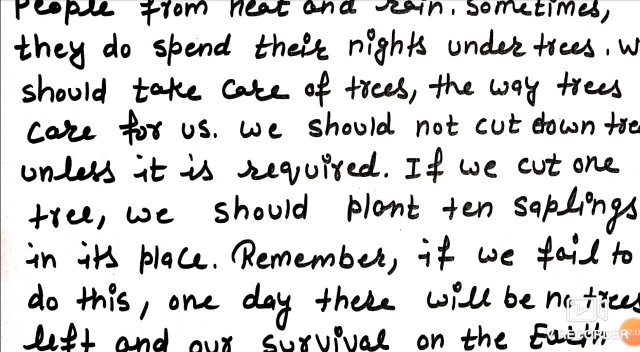 People from heat and rain. Sometimes,
they do spend their nights under trees. W
should take care of trees, the way trees
care for us. we should not cut down tre
unless it is required. If we cut one
tree, we should plant ten saplings
in its place. Remember, if we fail to
do this, one day there will be no trees
left and our survival on the Earth